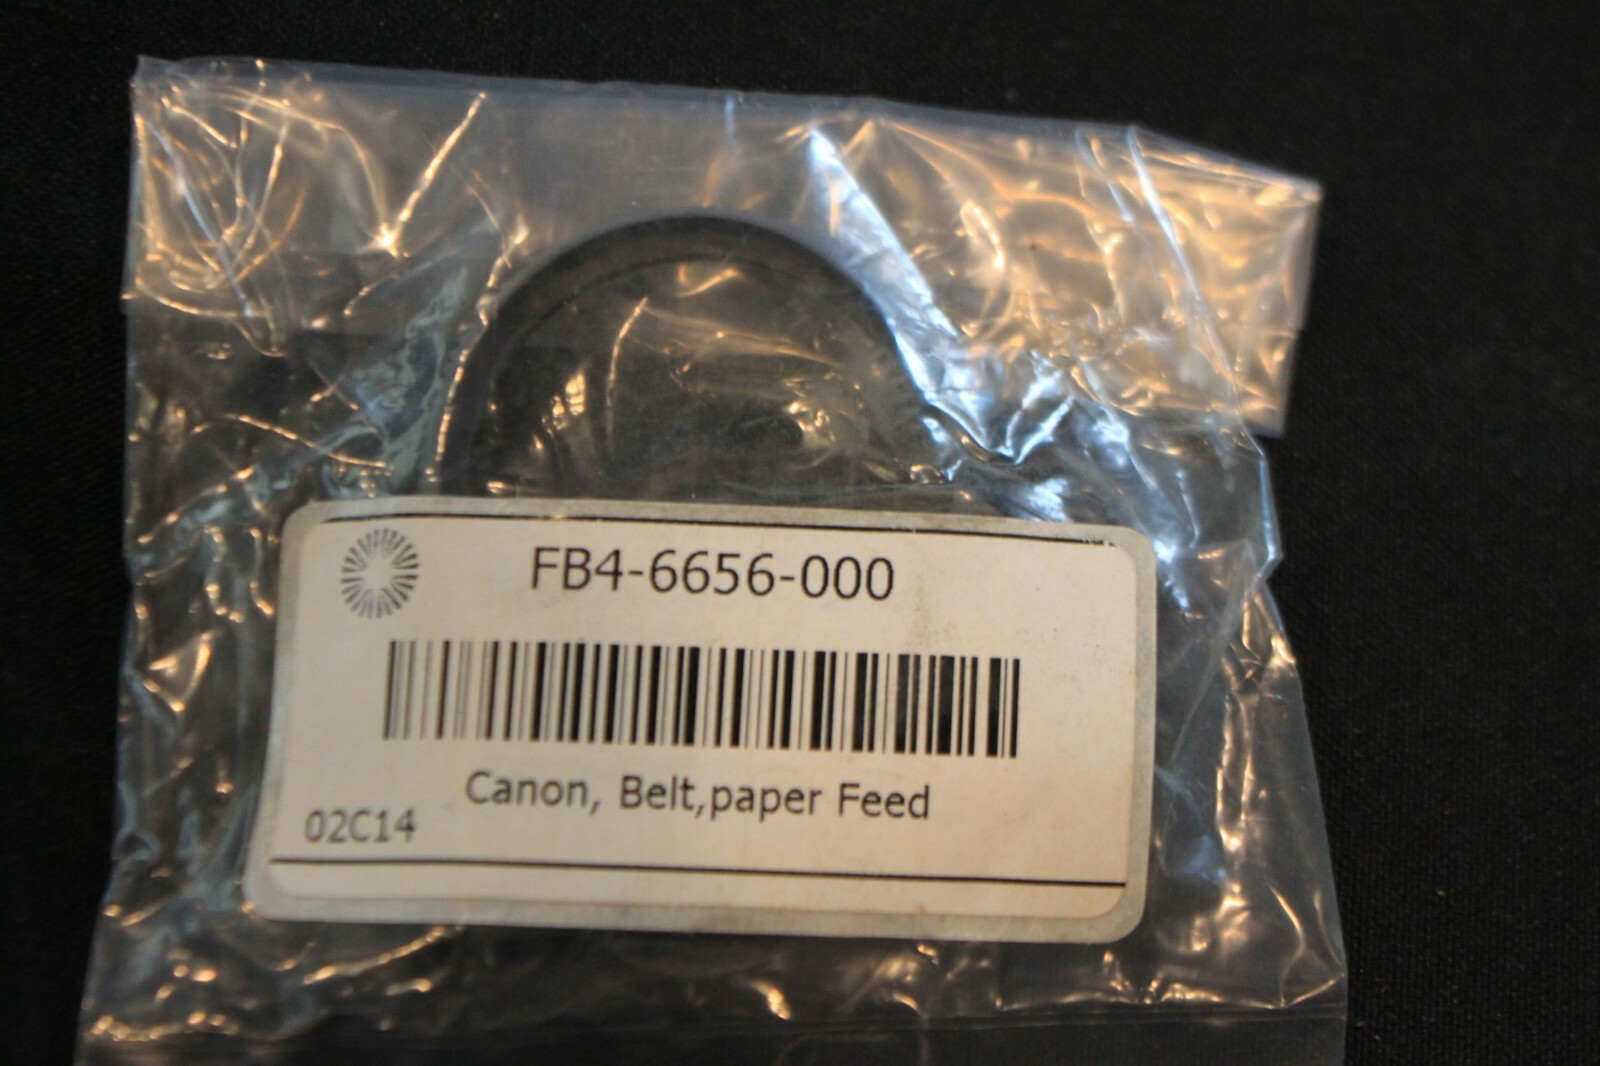 FB4-6656-000
Canon, Belt,paper Feed
02C14